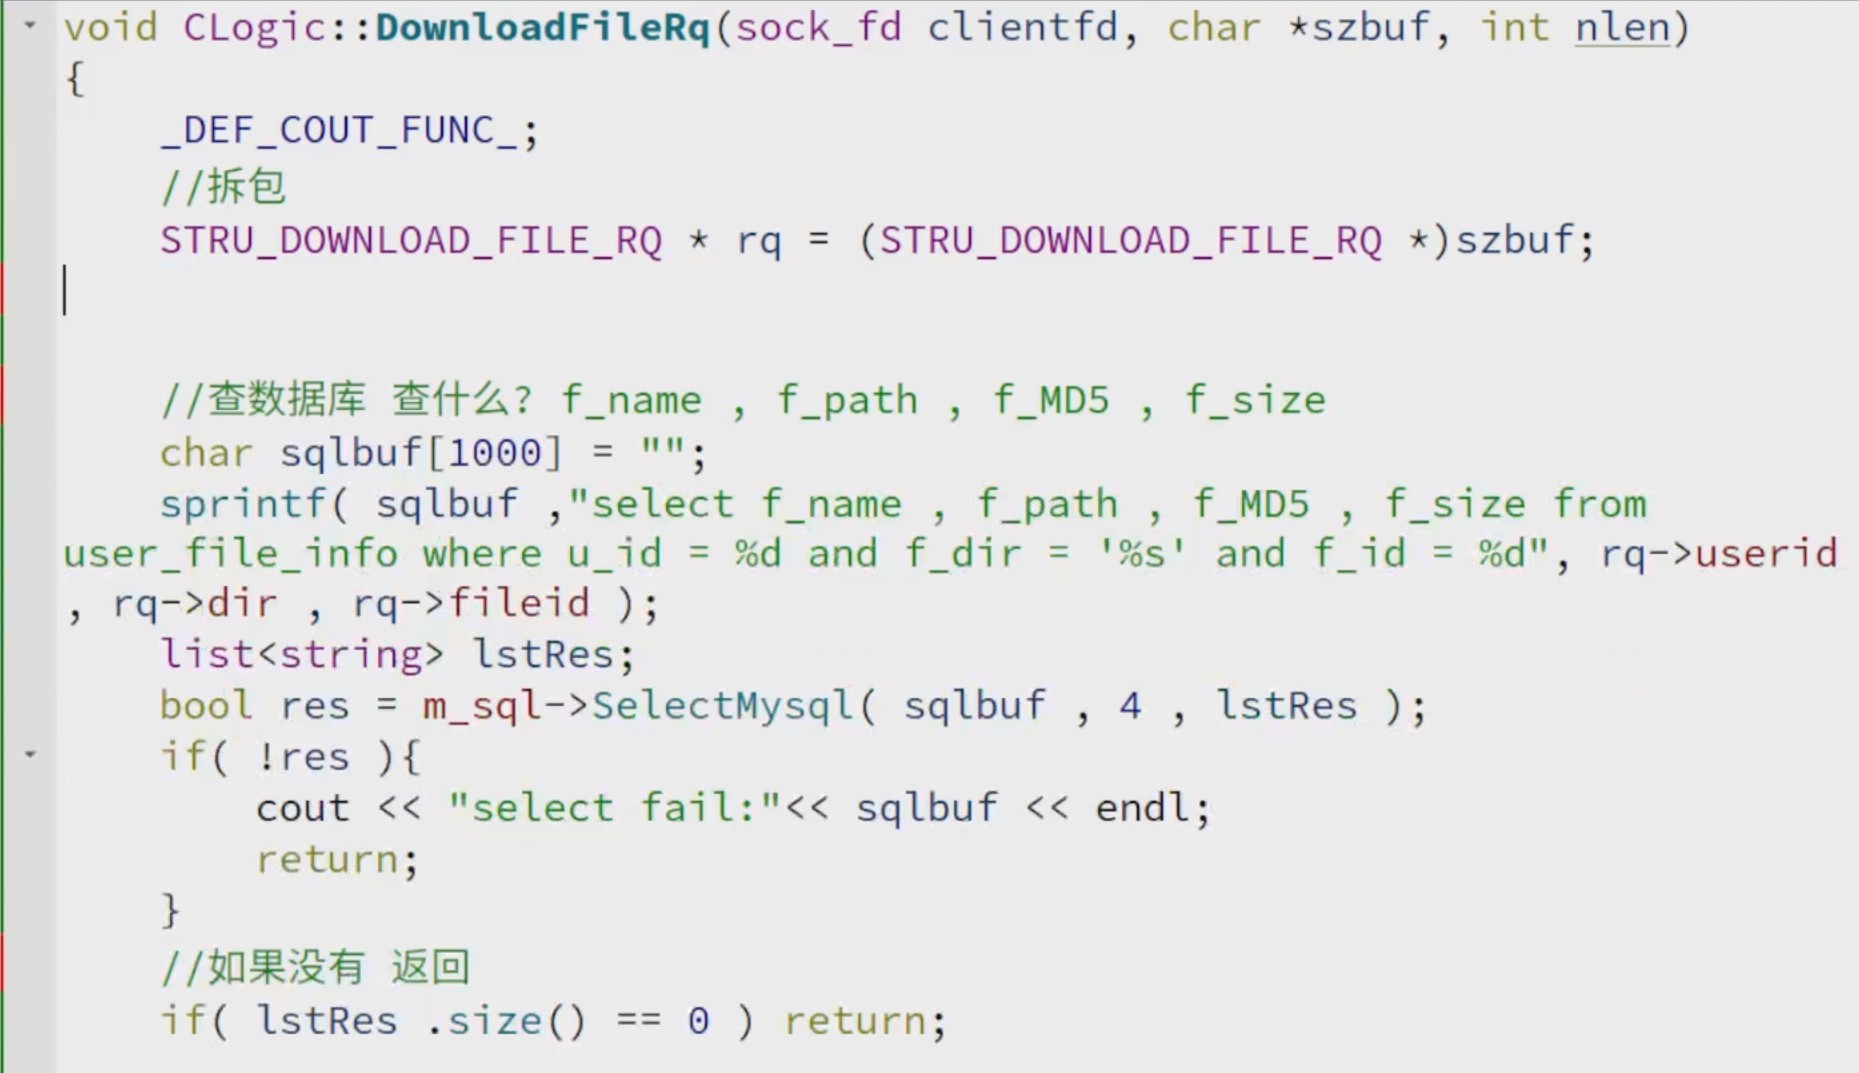 void CLogic::DownloadFileRq(sock_fd clientfd, char *szbuf, int nlen)
{
    _DEF_COUT_FUNC_;
    //拆包
    STRU_DOWNLOAD_FILE_RQ * rq = (STRU_DOWNLOAD_FILE_RQ *)szbuf;
    //查数据库 查什么? f_name , f_path , f_MD5 , f_size
    char sqlbuf[1000] = "";
    sprintf( sqlbuf ,"select f_name , f_path , f_MD5 , f_size from
user_file_info where u_id = %d and f_dir = '%s' and f_id = %d", rq->userid
, rq->dir , rq->fileid );
    list<string> lstRes;
    bool res = m_sql->SelectMysql( sqlbuf , 4 , lstRes );
    if( !res ){
        cout << "select fail:"<< sqlbuf << endl;
        return;
    }
    //如果没有 返回
    if( lstRes .size() == 0 ) return;